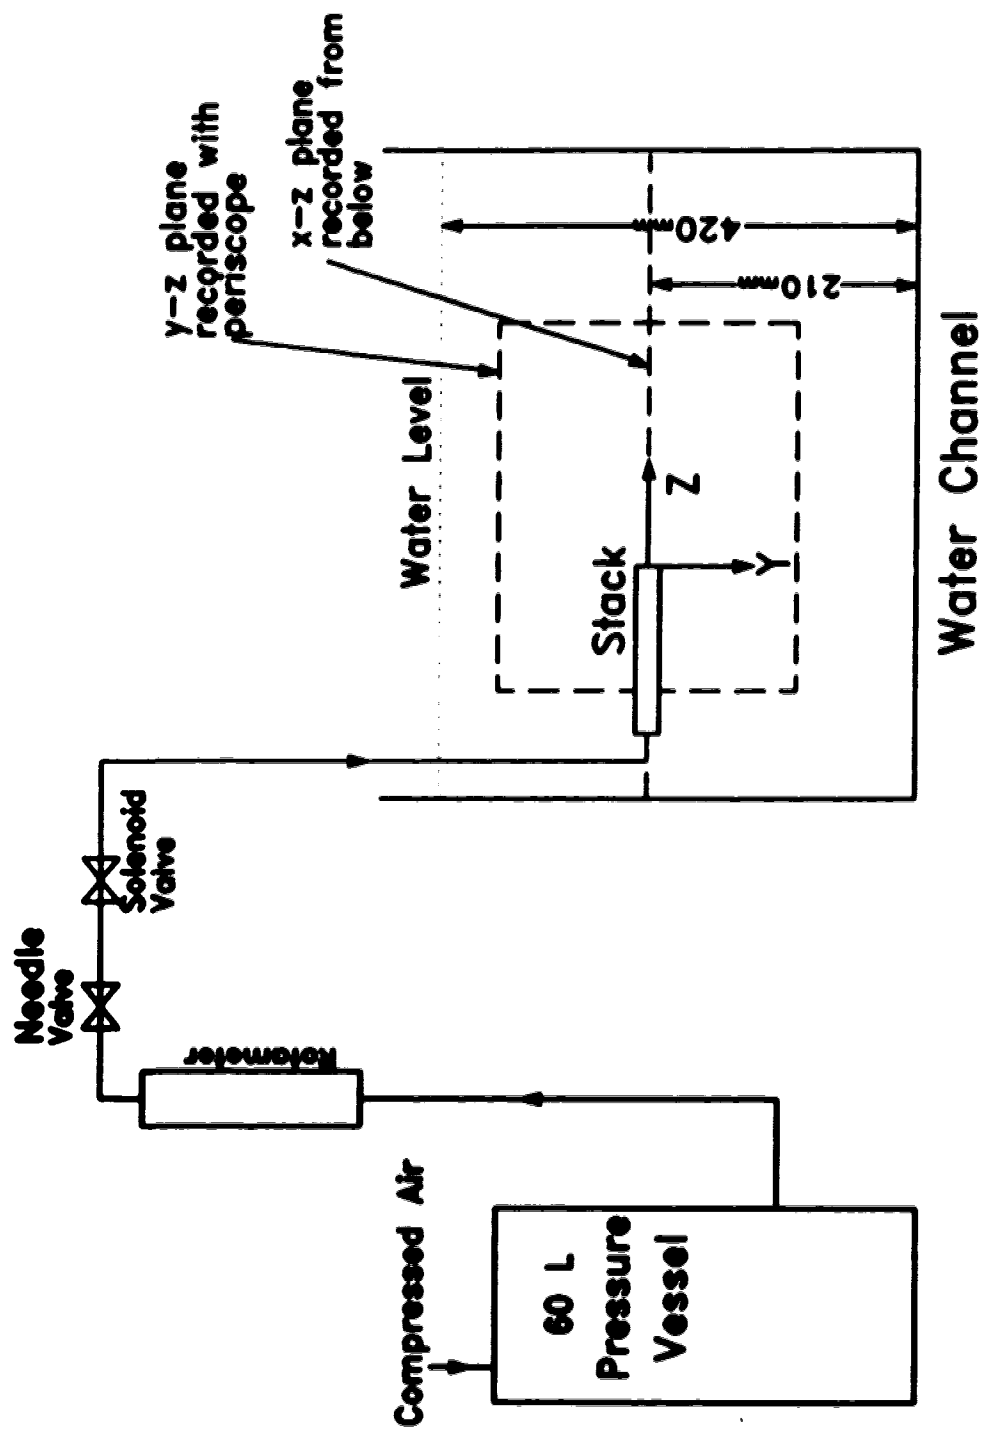 Compressed Air
60 L
Pressure
Vessel
Rotameter
Needle
Valve
Solenoid
Valve
Water Level
Stack
Z
Y
y-z plane
recorded with
periscope
x-z plane
recorded from
below
420mm
210mm
Water Channel